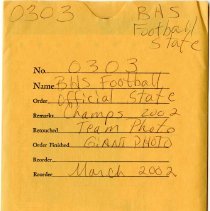 0303
BHS
Football
State
No. 0303
Name BHS Football
Order Official State
Remarks Champs 2002
Retouched Team Photo
Order Finished GIANT PHOTO
Reorder
Reorder March 2002